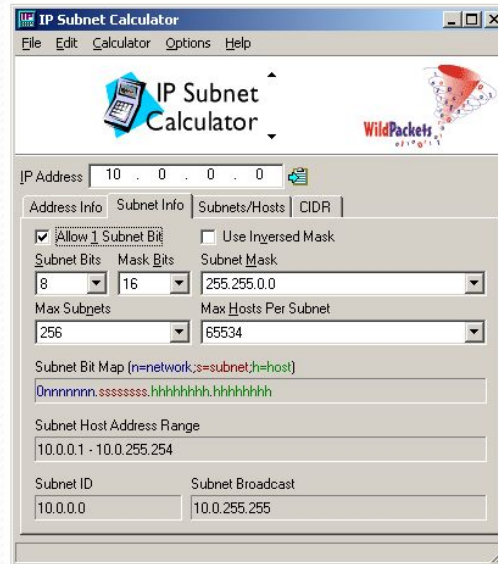 IP Subnet Calculator
File Edit Calculator Options Help
IP Subnet
Calculator
WildPackets
IP Address 10 . 0 . 0 . 0
Address Info Subnet Info Subnets/Hosts CIDR
Allow 1 Subnet Bit Use Inversed Mask
Subnet Bits Mask Bits Subnet Mask
8 16 255.255.0.0
Max Subnets Max Hosts Per Subnet
256 65534
Subnet Bit Map (n=network;s=subnet;h=host)
0nnnnnnn.ssssssss.hhhhhhhh.hhhhhhhh
Subnet Host Address Range
10.0.0.1 - 10.0.255.254
Subnet ID Subnet Broadcast
10.0.0.0 10.0.255.255